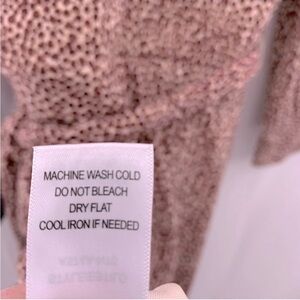 MACHINE WASH COLD
DO NOT BLEACH
DRY FLAT
COOL IRON IF NEEDED